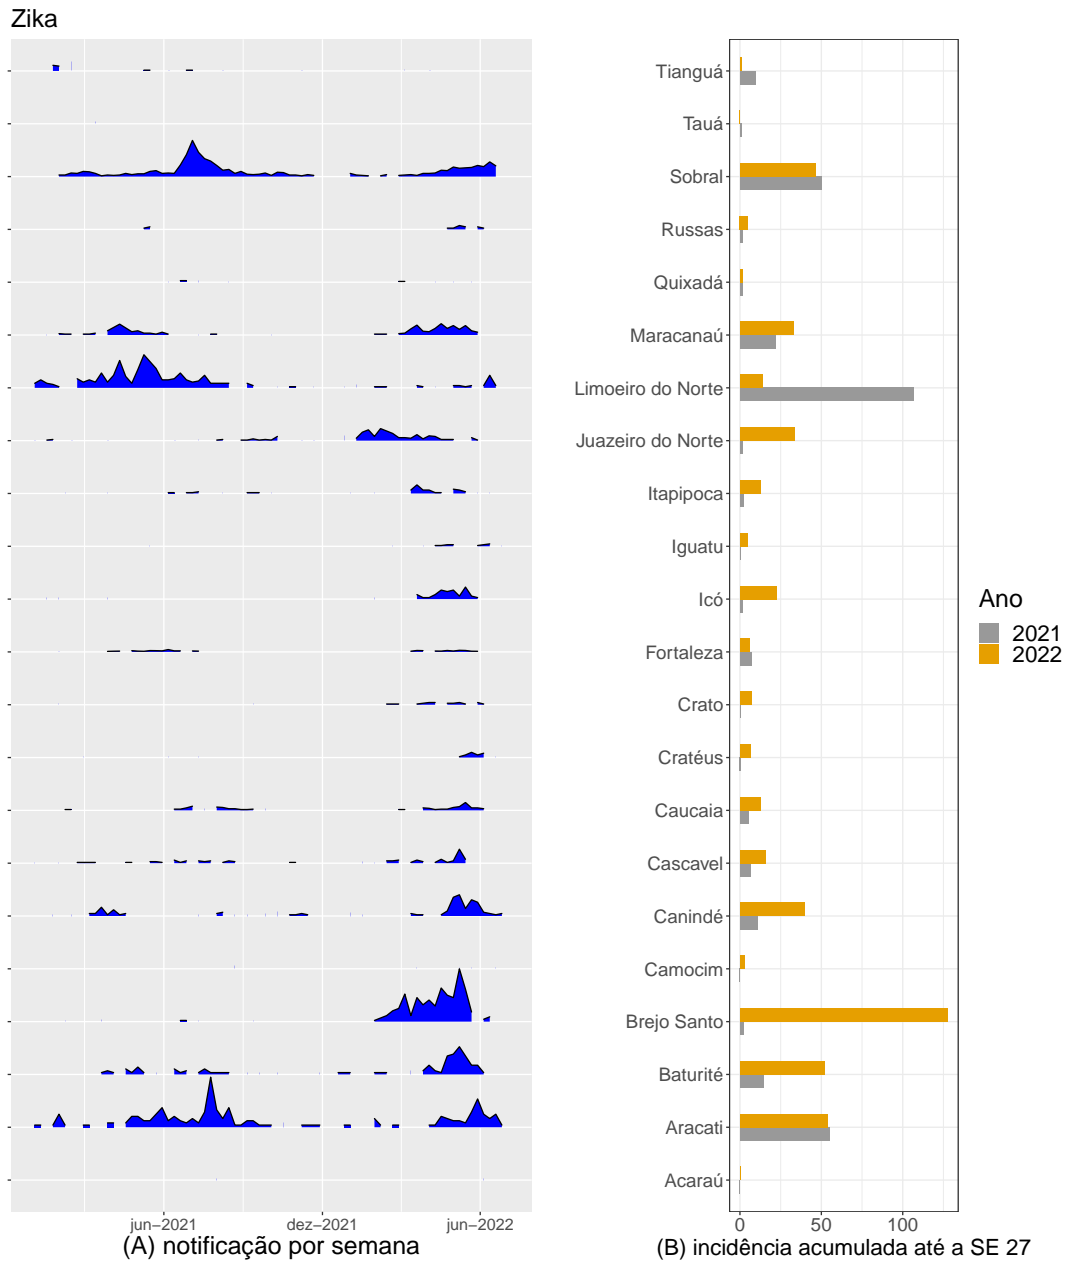 Zika
Tianguá
Tauá
Sobral
Russas
Quixadá
Maracanaú
Limoeiro do Norte
Juazeiro do Norte
Itapipoca
Iguatu
Icó
Fortaleza
Crato
Cratéus
Caucaia
Cascavel
Canindé
Camocim
Brejo Santo
Baturité
Aracati
Acaraú
Ano
2021
2022
jun−2021 dez−2021 jun−2022
(A) notificação por semana
0 50 100
(B) incidência acumulada até a SE 27